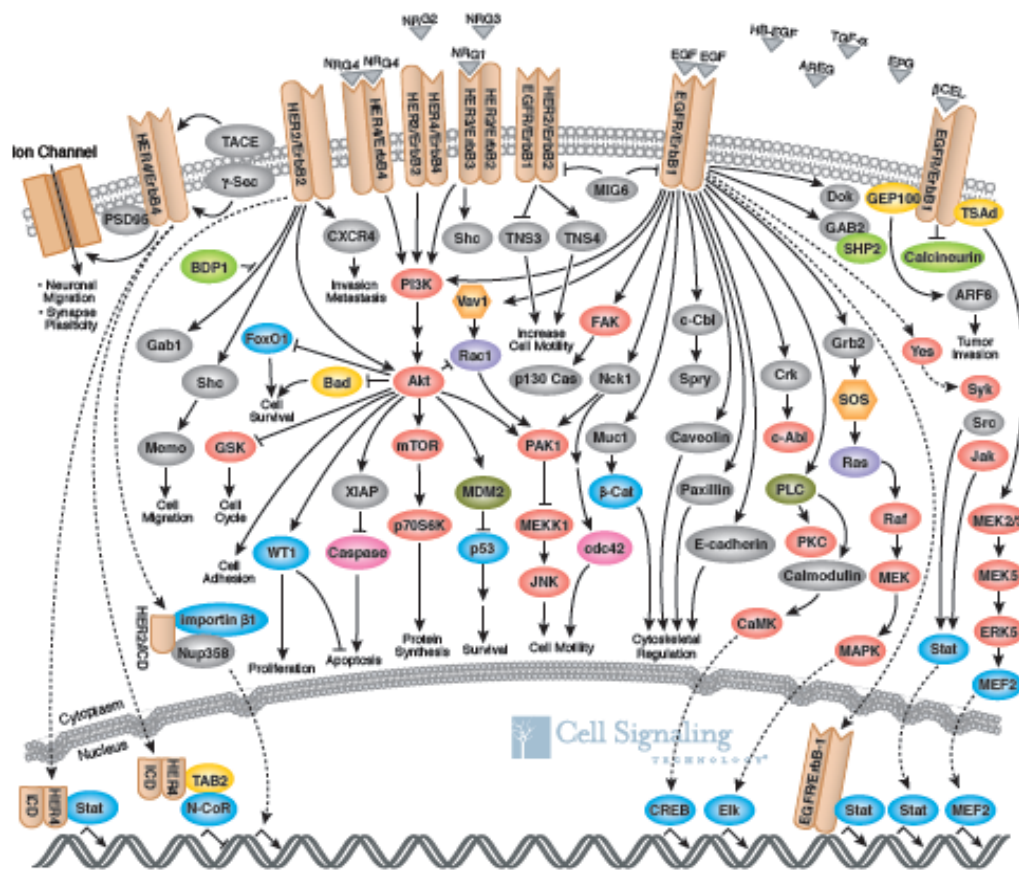 NRG2
NRG3
NRG4
NRG4
NRG1
EGF
EGF
HB-EGF
TGF-α
AREG
EPG
βCEL
HER4/ErbB4
HER2/ErbB2
HER4/ErbB4
HER2/ErbB2
HER4/ErbB4
HER3/ErbB3
HER2/ErbB2
EGFR/ErbB1
HER2/ErbB2
EGFR/ErbB1
EGFR/ErbB1
Ion Channel
TACE
γ-Sec
PSD95
MIG6
Dok
GEP100
TSAd
GAB2
SHP2
Calcineurin
CXCR4
Shc
TNS3
TNS4
BDP1
• Neuronal
Migration
• Synapse
Plasticity
Invasion
Metastasis
PI3K
Vav1
FAK
c-Cbl
ARF6
Tumor
Invasion
Increase
Cell Motility
Gab1
FoxO1
Rac1
Grb2
Yes
Shc
Bad
Akt
p130 Cas
Nck1
Spry
Crk
Syk
Cell
Survival
SOS
Src
Memo
GSK
mTOR
PAK1
Muc1
Caveolin
c-Abl
Ras
Jak
XIAP
MDM2
β-Cat
Paxillin
PLC
Cell
Migration
Cell
Cycle
p70S6K
MEKK1
Raf
MEK2/3
WT1
Caspase
p53
cdc42
E-cadherin
PKC
Cell
Adhesion
JNK
Calmodulin
MEK
MEK5
HER2ICD
importin β1
Nup358
CaMK
ERK5
Proliferation
Apoptosis
Protein
Synthesis
Survival
Cell Motility
Cytoskeletal
Regulation
MAPK
Stat
MEF2
Cytoplasm
Nucleus
Cell Signaling
TECHNOLOGY®
HER4
ICD
Stat
HER4
ICD
TAB2
N-CoR
CREB
Elk
EGFR/ErbB-1
Stat
Stat
MEF2